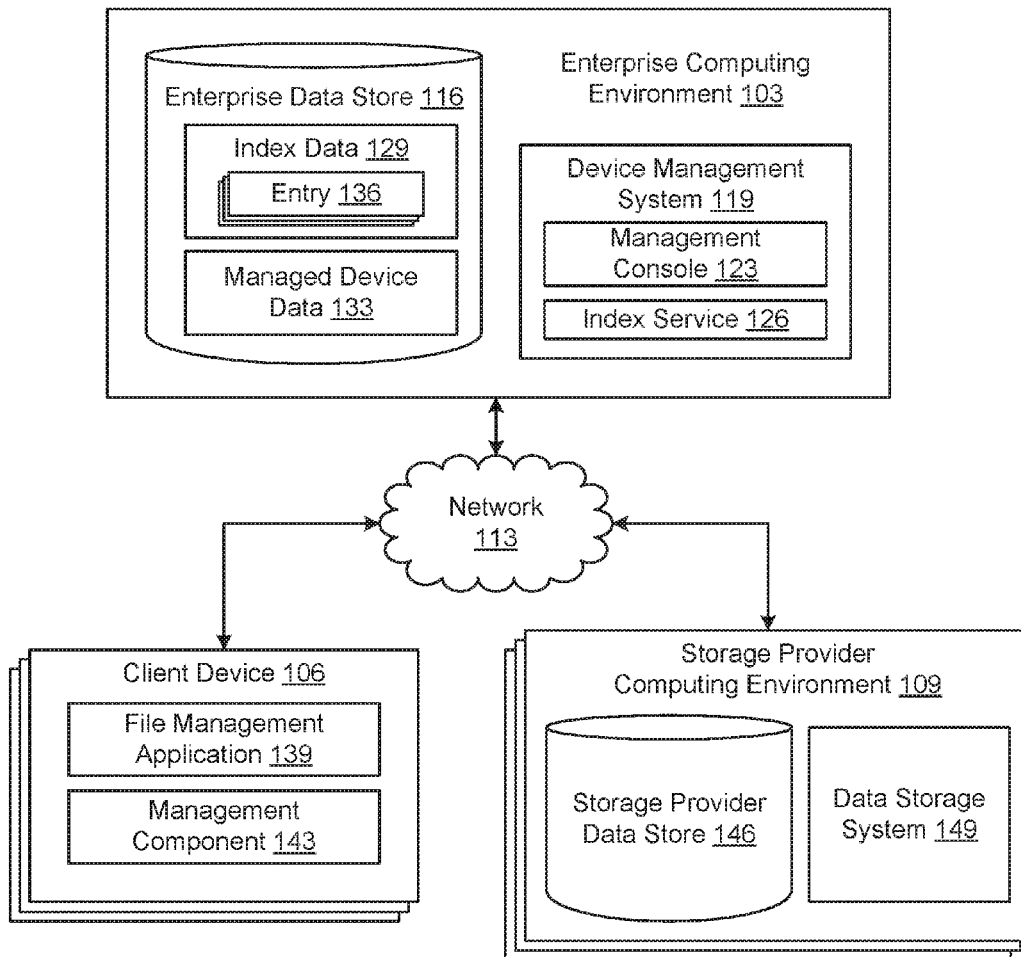 Enterprise Computing
Environment 103
Enterprise Data Store 116
Index Data 129
Entry 136
Managed Device
Data 133
Device Management
System 119
Management
Console 123
Index Service 126
Network
113
Client Device 106
File Management
Application 139
Management
Component 143
Storage Provider
Computing Environment 109
Storage Provider
Data Store 146
Data Storage
System 149